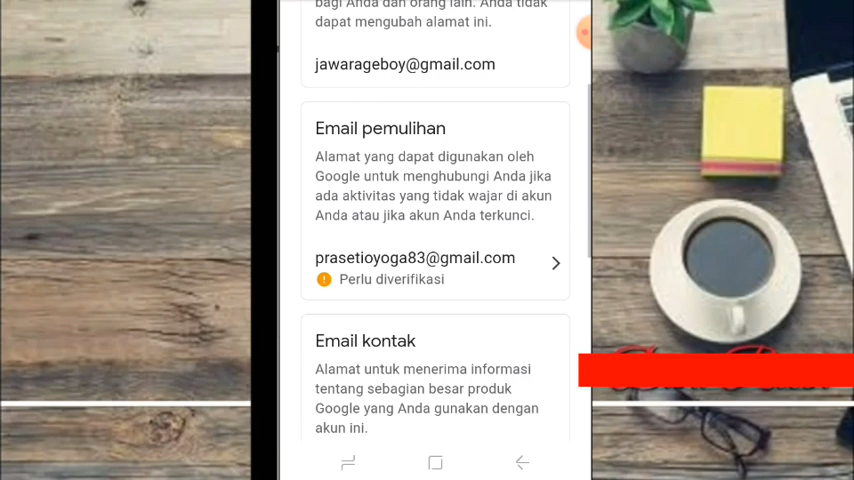 bagi Anda dan orang lain. Anda tidak
dapat mengubah alamat ini.
jawarageboy@gmail.com
Email pemulihan
Alamat yang dapat digunakan oleh
Google untuk menghubungi Anda jika
ada aktivitas yang tidak wajar di akun
Anda atau jika akun Anda terkunci.
prasetioyoga83@gmail.com
Perlu diverifikasi
Email kontak
Alamat untuk menerima informasi
tentang sebagian besar produk
Google yang Anda gunakan dengan
akun ini.